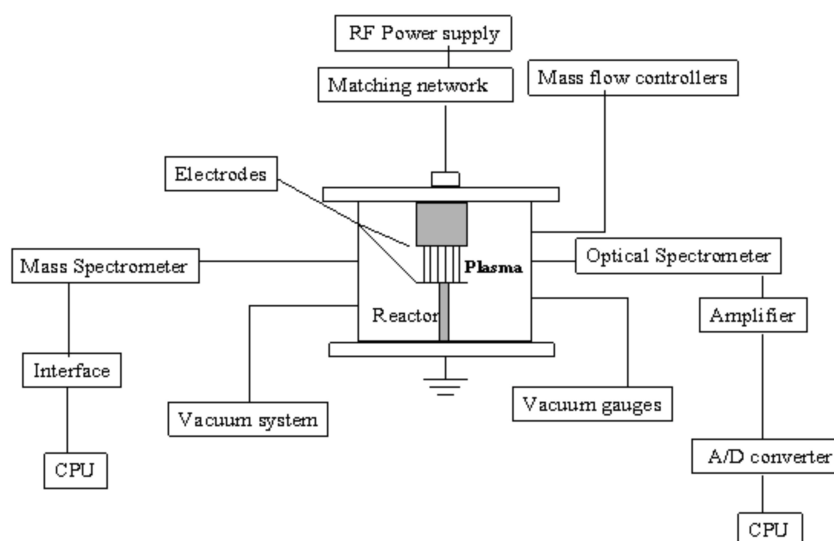 RF Power supply
Matching network
Mass flow controllers
Electrodes
Mass Spectrometer
Plasma
Optical Spectrometer
Reactor
Amplifier
Interface
Vacuum system
Vacuum gauges
CPU
A/D converter
CPU